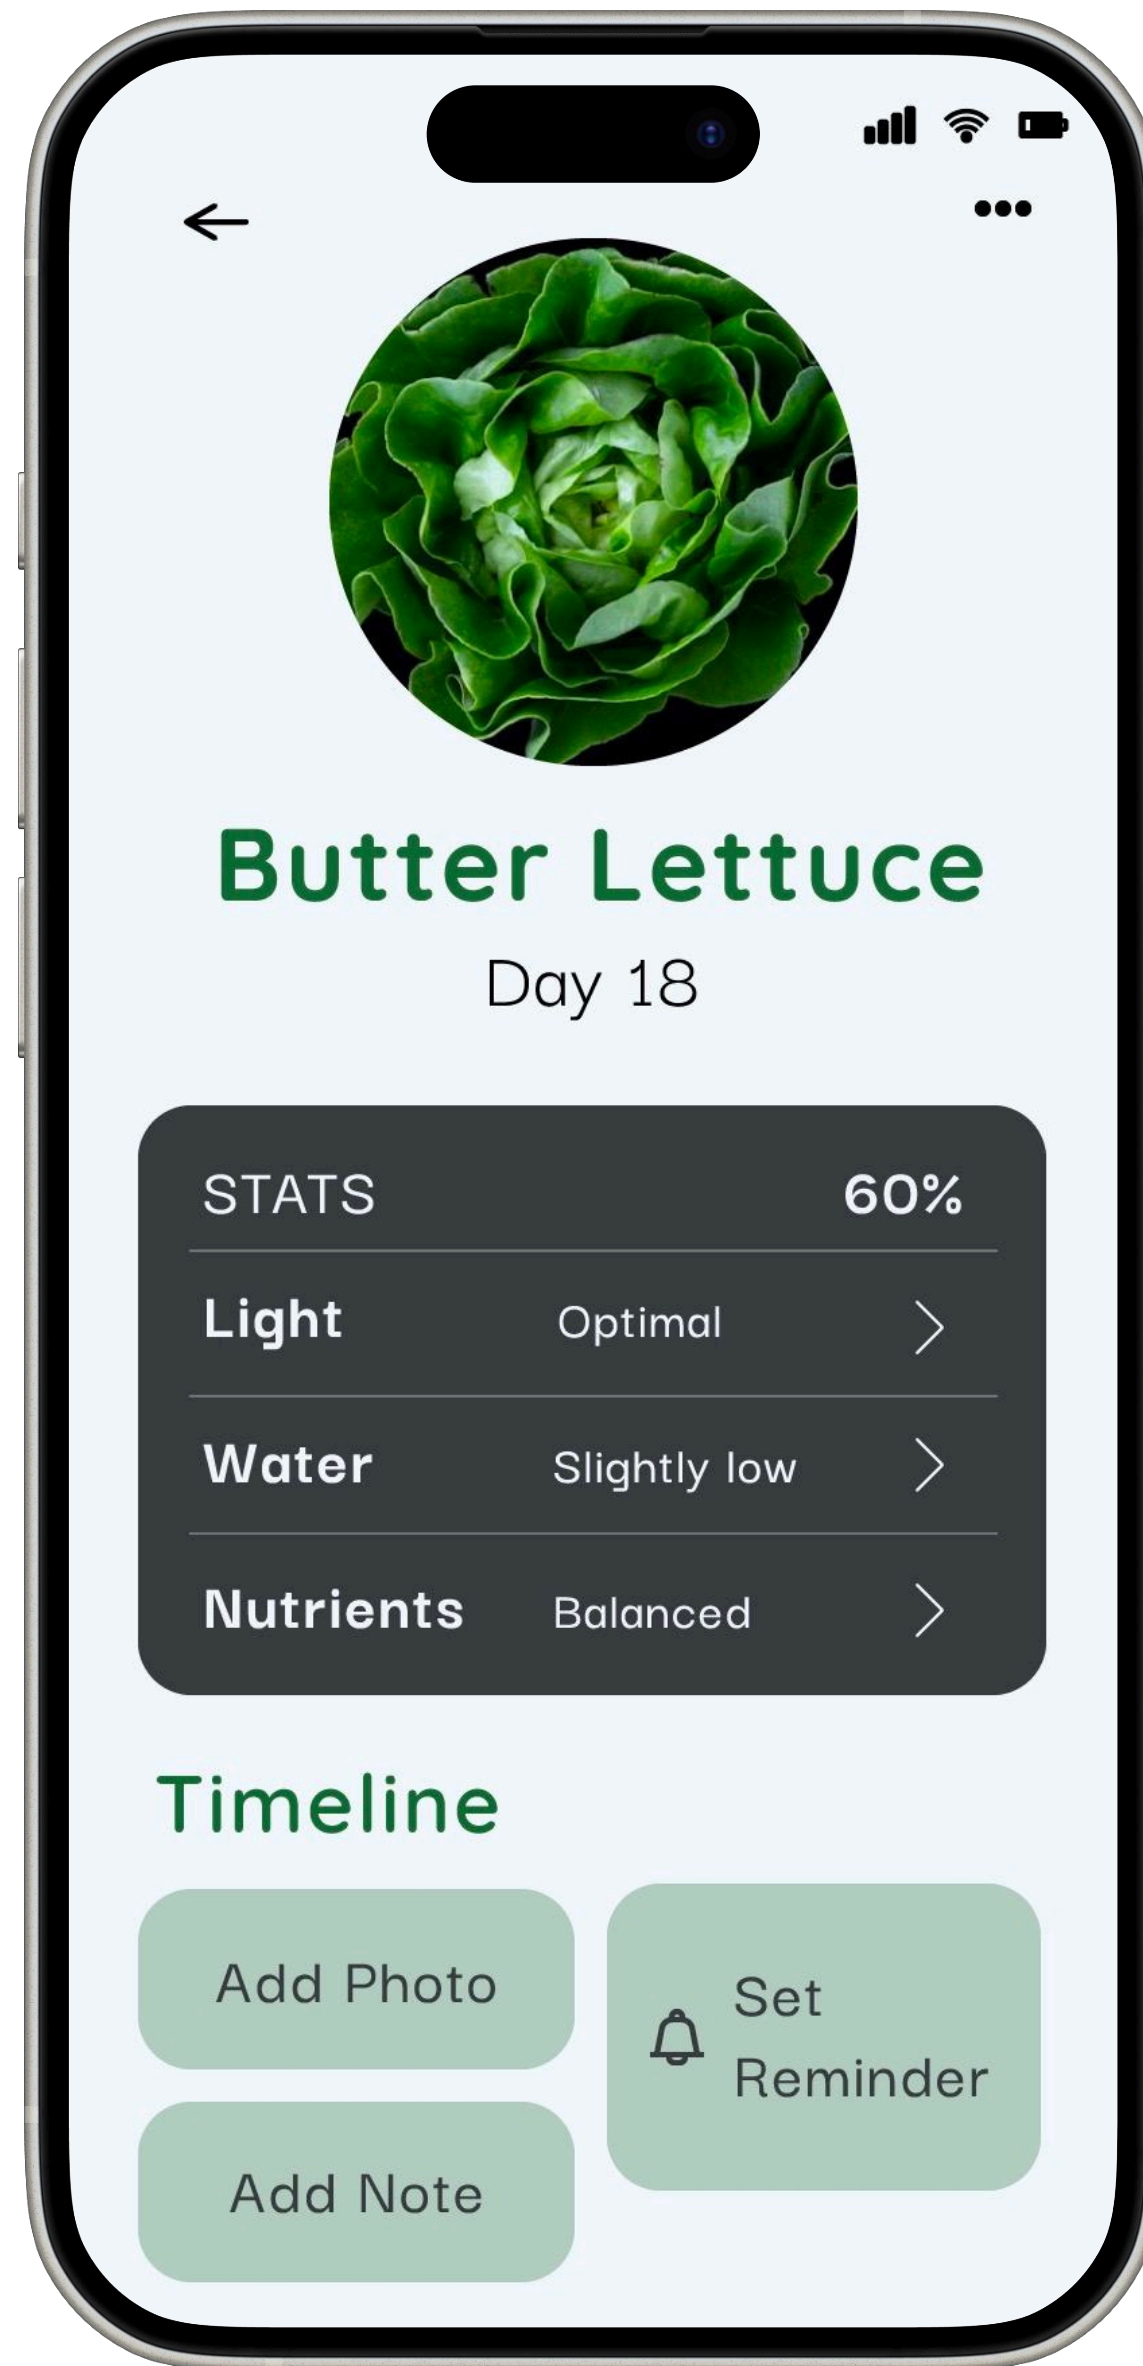 Butter Lettuce
Day 18
STATS 60%
Light Optimal
Water Slightly low
Nutrients Balanced
Timeline
Add Photo
Set
Reminder
Add Note